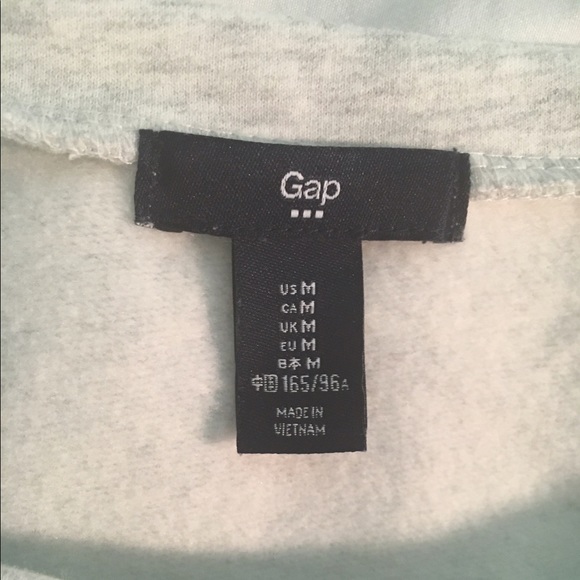 Gap
US M
CA M
UK M
EU M
日本 M
中国 165/96A
MADE IN
VIETNAM